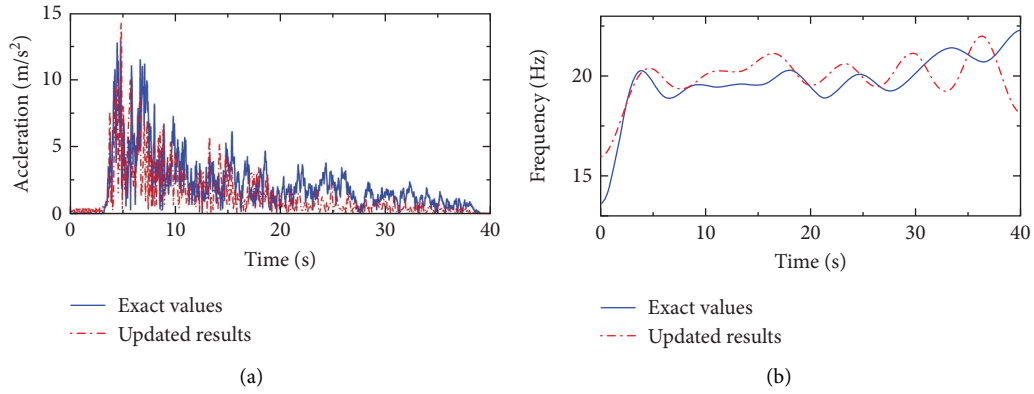 15
10
5
0
Accleration (m/s²)
0 10 20 30 40
Time (s)
Exact values
Updated results
(a)
20
15
Frequency (Hz)
0 10 20 30 40
Time (s)
Exact values
Updated results
(b)